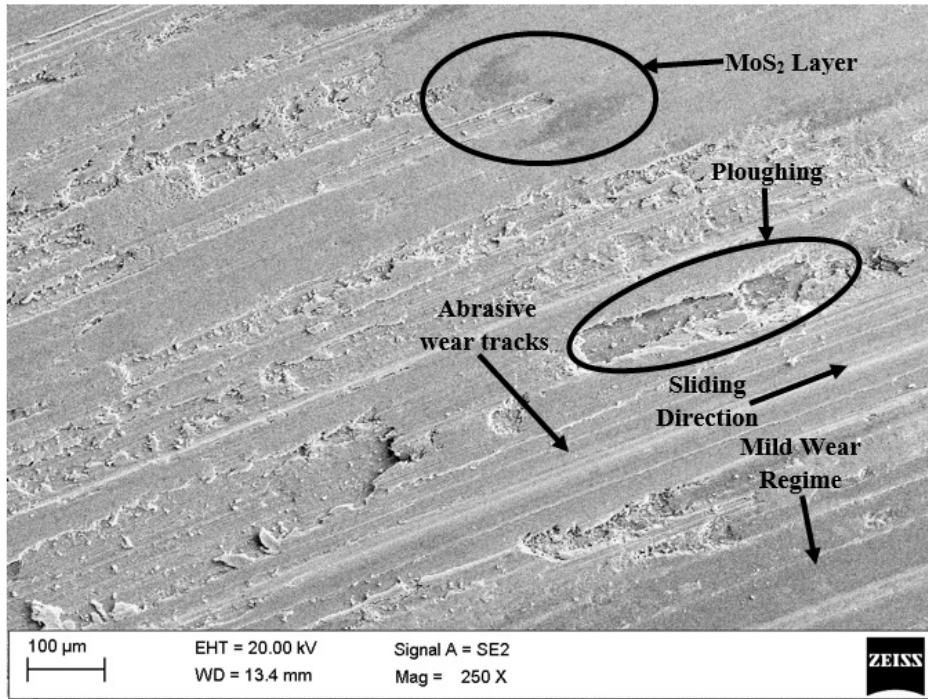 MoS₂ Layer
Ploughing
Abrasive
wear tracks
Sliding
Direction
Mild Wear
Regime
100 µm
EHT = 20.00 kV
Signal A = SE2
WD = 13.4 mm
Mag = 250 X
ZEISS